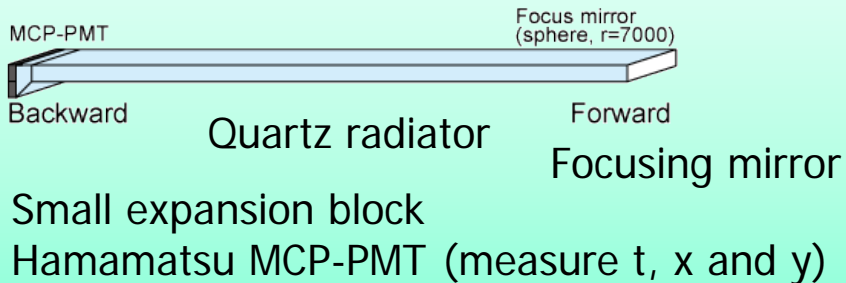 Focus mirror
(sphere, r=7000)
MCP-PMT
Backward
Forward
Quartz radiator
Focusing mirror
Small expansion block
Hamamatsu MCP-PMT (measure t, x and y)